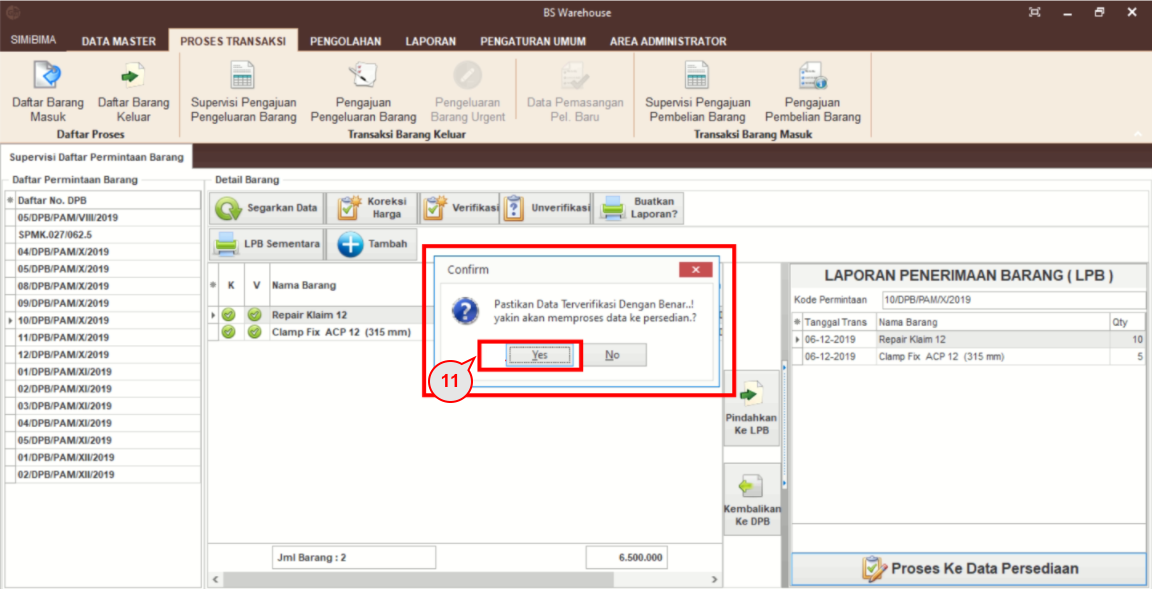 BS Warehouse
SIMiBIMA DATA MASTER PROSES TRANSAKSI PENGOLAHAN LAPORAN PENGATURAN UMUM AREA ADMINISTRATOR
Daftar Barang Masuk
Daftar Barang Keluar
Daftar Proses
Supervisi Pengajuan Pengeluaran Barang
Pengajuan Pengeluaran Barang
Pengeluaran Barang Urgent
Data Pemasangan Pel. Baru
Transaksi Barang Keluar
Supervisi Pengajuan Pembelian Barang
Pengajuan Pembelian Barang
Transaksi Barang Masuk
Supervisi Daftar Permintaan Barang
Daftar Permintaan Barang
Daftar No. DPB
05/DPB/PAM/VIII/2019
SPMK.027/062.5
04/DPB/PAM/X/2019
05/DPB/PAM/X/2019
08/DPB/PAM/X/2019
09/DPB/PAM/X/2019
10/DPB/PAM/X/2019
11/DPB/PAM/X/2019
12/DPB/PAM/X/2019
01/DPB/PAM/XI/2019
02/DPB/PAM/XI/2019
03/DPB/PAM/XI/2019
04/DPB/PAM/XI/2019
05/DPB/PAM/XI/2019
01/DPB/PAM/XII/2019
02/DPB/PAM/XII/2019
Detail Barang
Segarkan Data
Koreksi Harga
Verifikasi
Unverifikasi
Buatkan Laporan?
LPB Sementara
Tambah
K V Nama Barang
Repair Klaim 12
Clamp Fix ACP 12 (315 mm)
Confirm
Pastikan Data Terverifikasi Dengan Benar..!
yakin akan memproses data ke persedian.?
Yes No
11
Pindahkan Ke LPB
Kembalikan Ke DPB
Jml Barang : 2
6.500.000
LAPORAN PENERIMAAN BARANG ( LPB )
Kode Permintaan 10/DPB/PAM/X/2019
Tanggal Trans Nama Barang Qty
06-12-2019 Repair Klaim 12 10
06-12-2019 Clamp Fix ACP 12 (315 mm) 5
Proses Ke Data Persediaan